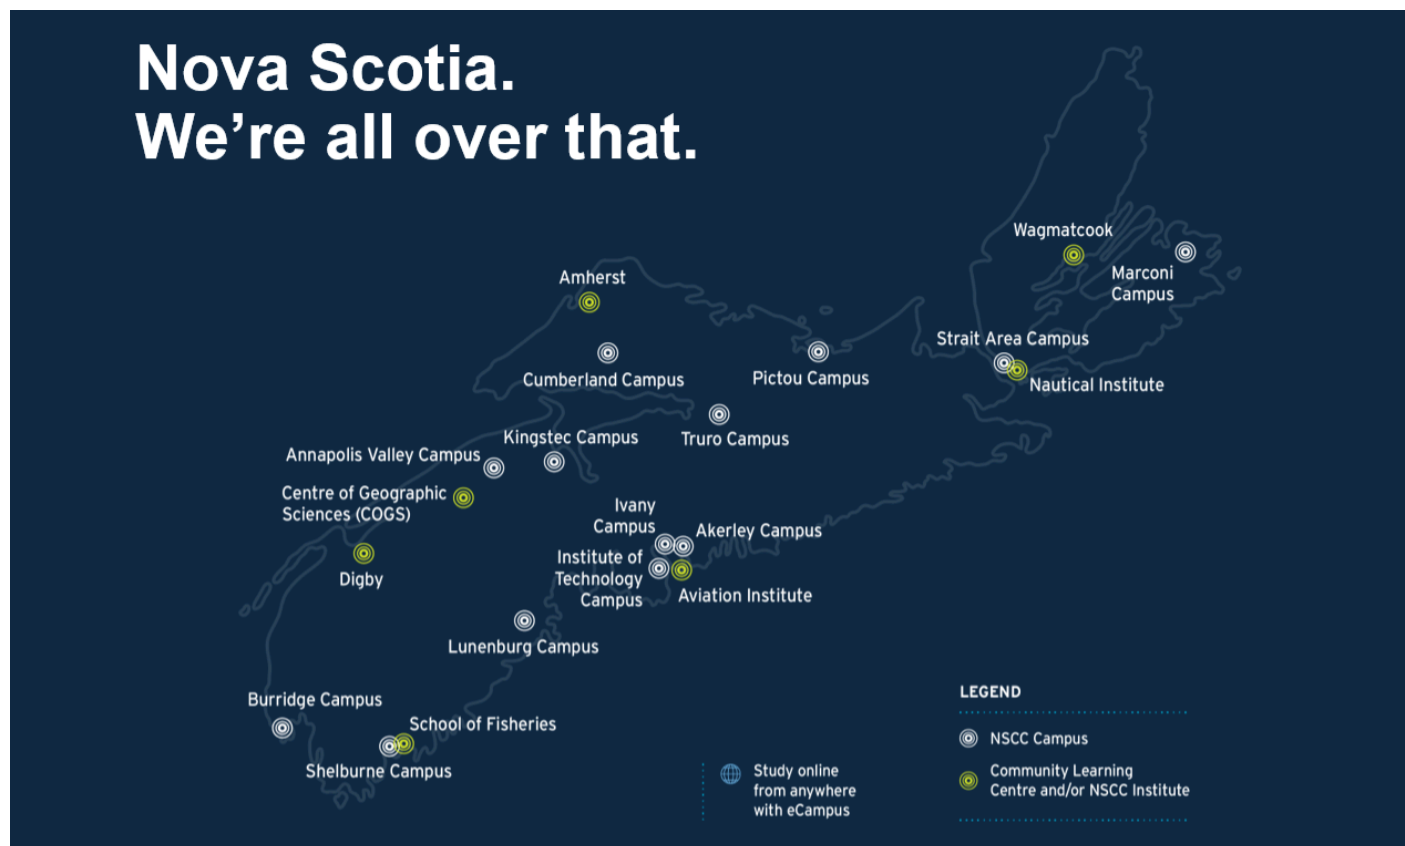 Nova Scotia.
We’re all over that.
Wagmatcook
Marconi
Campus
Amherst
Strait Area Campus
Nautical Institute
Cumberland Campus
Pictou Campus
Kingstec Campus
Truro Campus
Annapolis Valley Campus
Centre of Geographic
Sciences (COGS)
Ivany
Campus
Akerley Campus
Institute of
Technology
Campus
Digby
Aviation Institute
Lunenburg Campus
Burridge Campus
School of Fisheries
Shelburne Campus
Study online
from anywhere
with eCampus
LEGEND
NSCC Campus
Community Learning
Centre and/or NSCC Institute